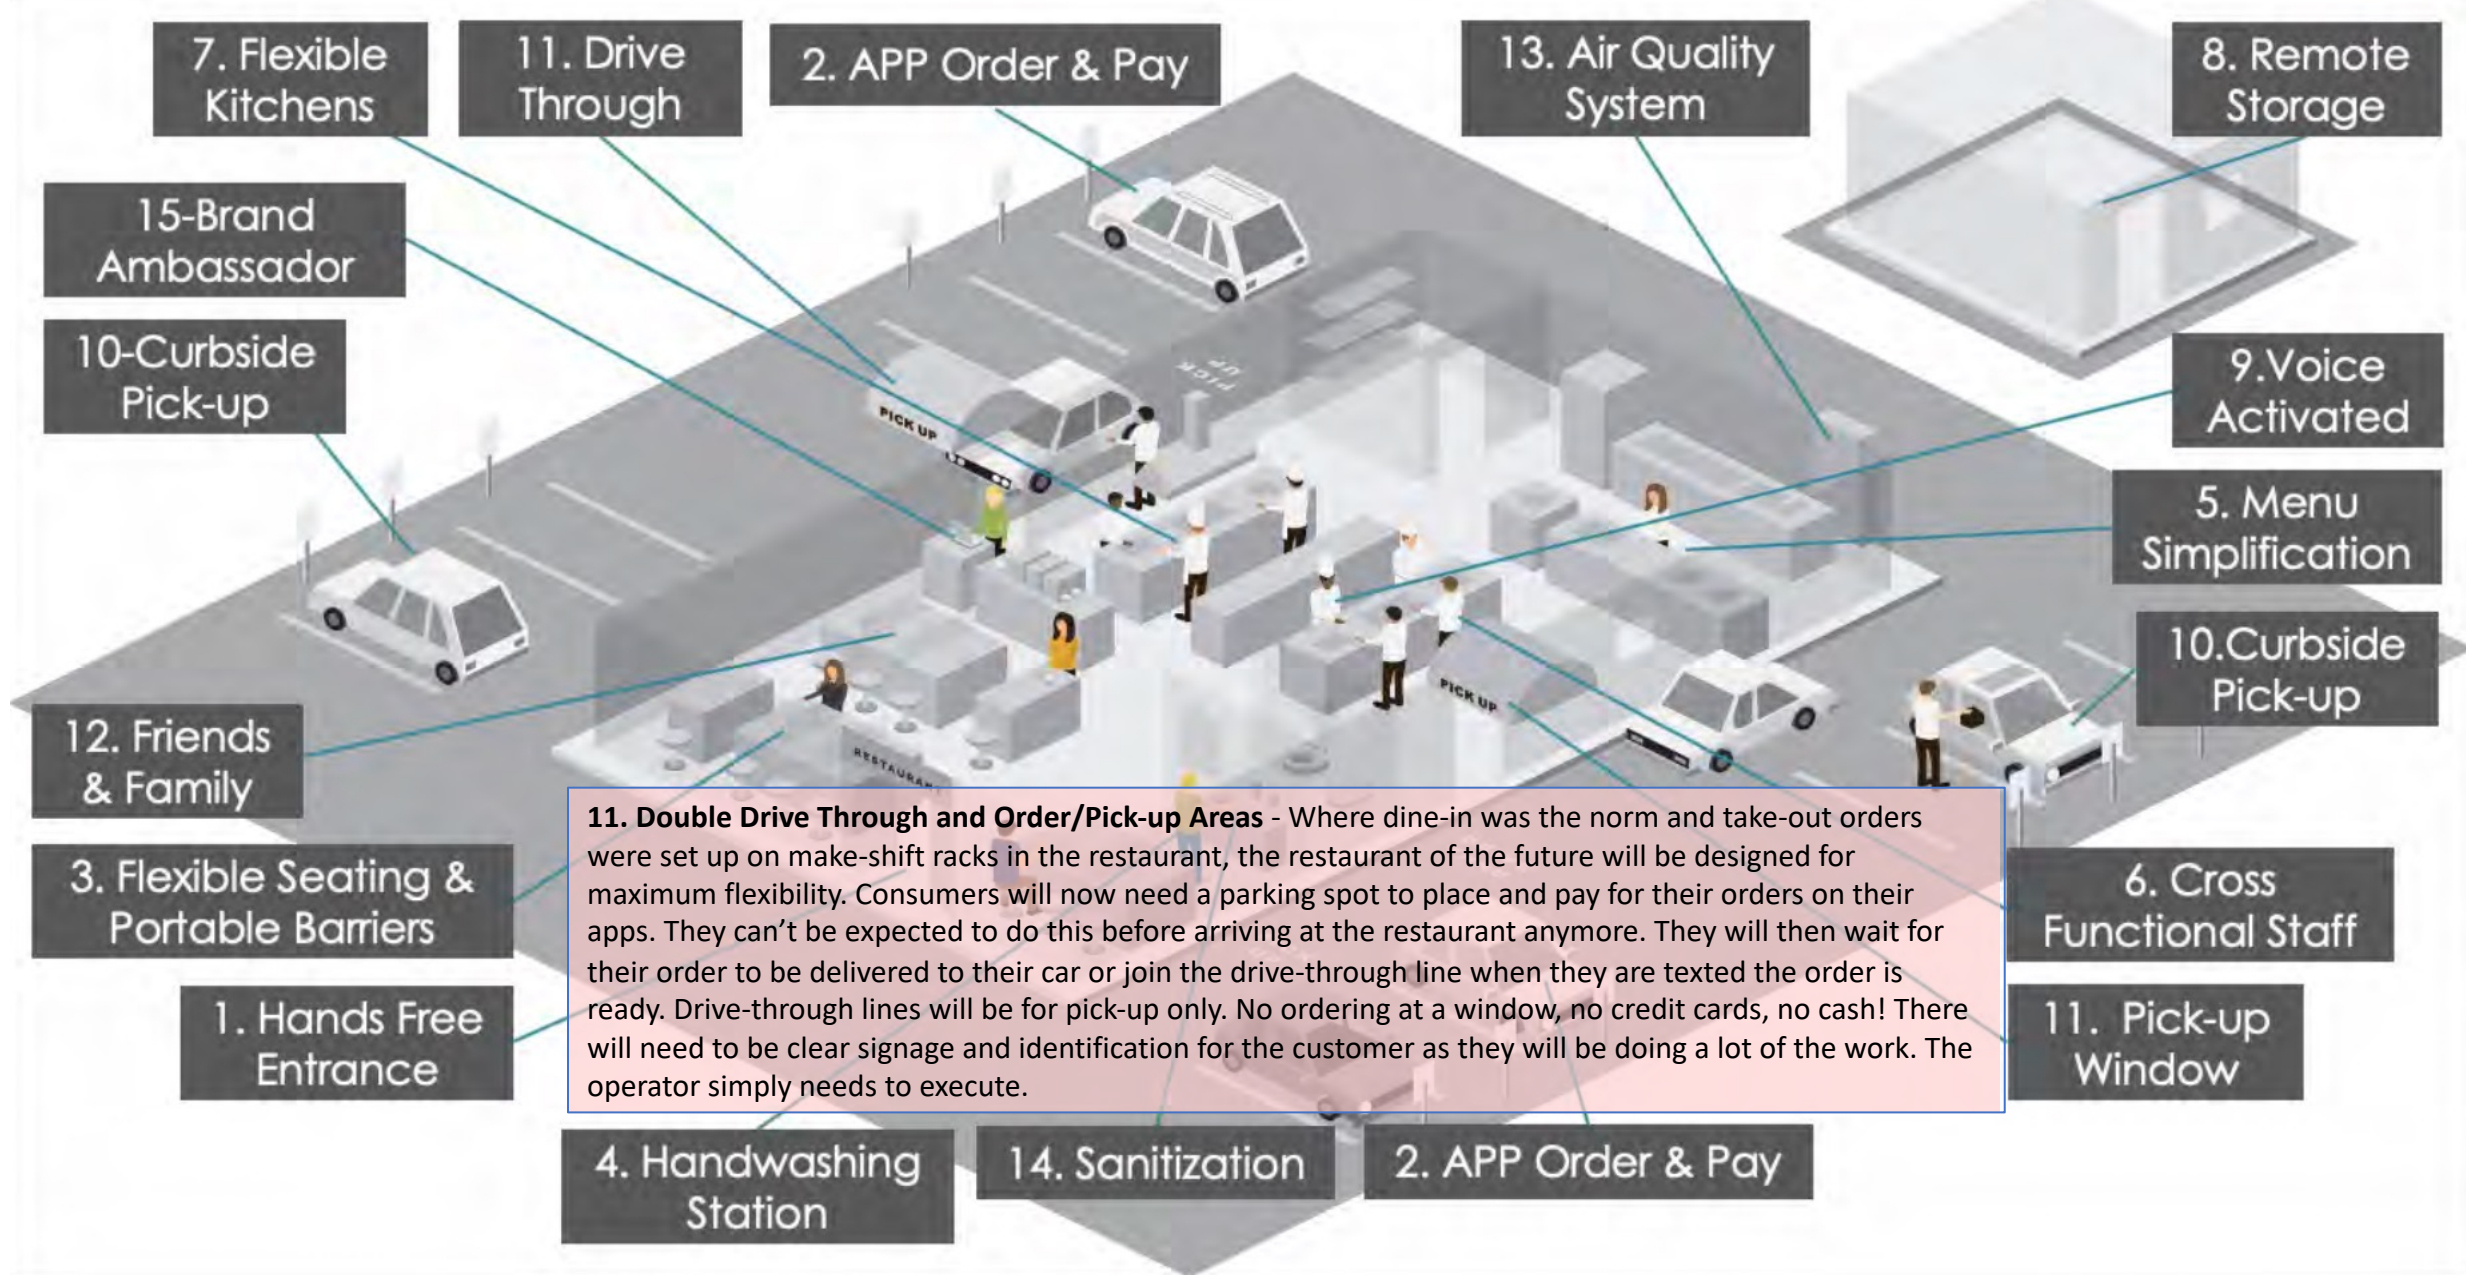 7. Flexible
Kitchens
11. Drive
Through
2. APP Order & Pay
13. Air Quality
System
8. Remote
Storage
15-Brand
Ambassador
10-Curbside
Pick-up
PICK
UP
PICK UP
9.Voice
Activated
5. Menu
Simplification
10.Curbside
Pick-up
PICK UP
12. Friends
& Family
RESTAURANT
3. Flexible Seating &
Portable Barriers
1. Hands Free
Entrance
11. Double Drive Through and Order/Pick-up Areas - Where dine-in was the norm and take-out orders
were set up on make-shift racks in the restaurant, the restaurant of the future will be designed for
maximum flexibility. Consumers will now need a parking spot to place and pay for their orders on their
apps. They can’t be expected to do this before arriving at the restaurant anymore. They will then wait for
their order to be delivered to their car or join the drive-through line when they are texted the order is
ready. Drive-through lines will be for pick-up only. No ordering at a window, no credit cards, no cash! There
will need to be clear signage and identification for the customer as they will be doing a lot of the work. The
operator simply needs to execute.
6. Cross
Functional Staff
11. Pick-up
Window
4. Handwashing
Station
14. Sanitization
2. APP Order & Pay